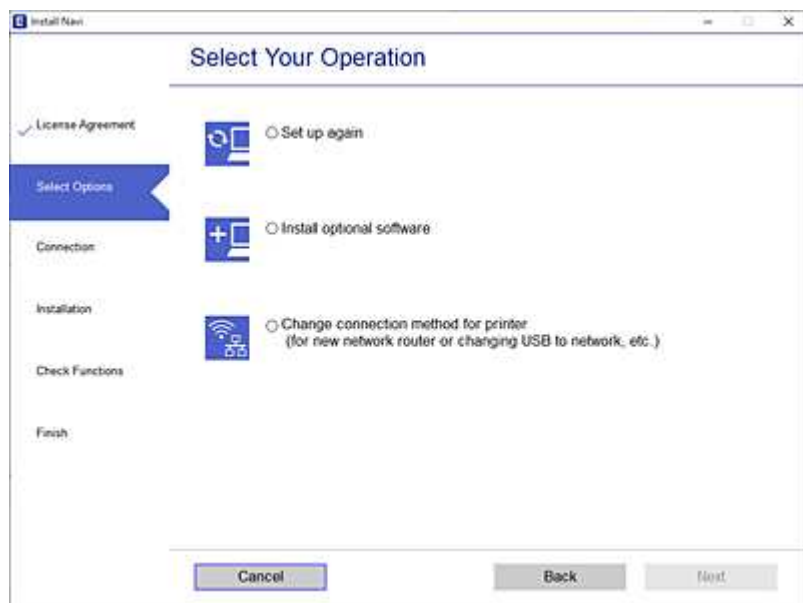 Install Navi
Select Your Operation
License Agreement
Select Options
Connection
Installation
Check Functions
Finish
Set up again
Install optional software
Change connection method for printer
(for new network router or changing USB to network, etc.)
Cancel
Back
Next